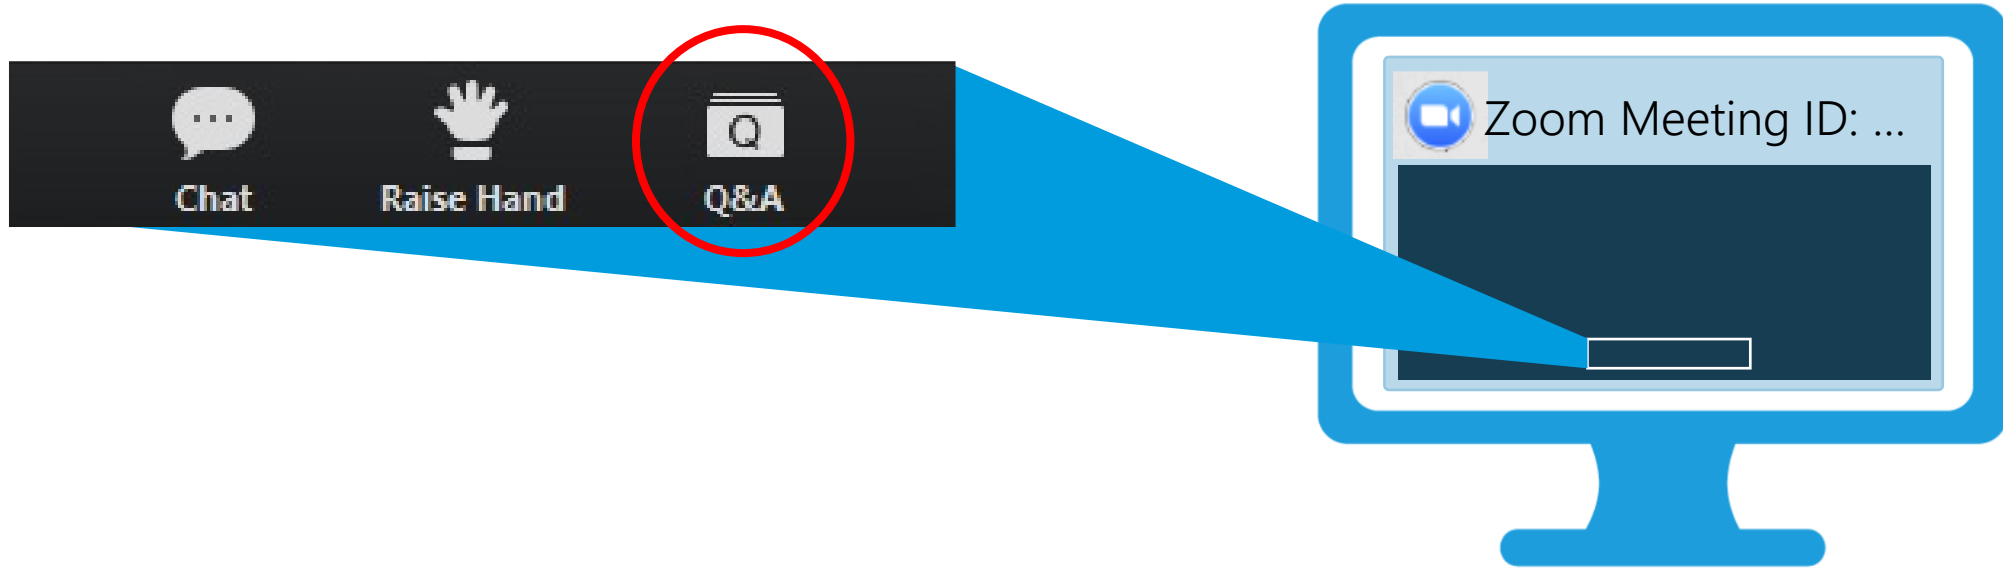 Zoom Meeting ID: ...
Q
Chat
Raise Hand
Q&A